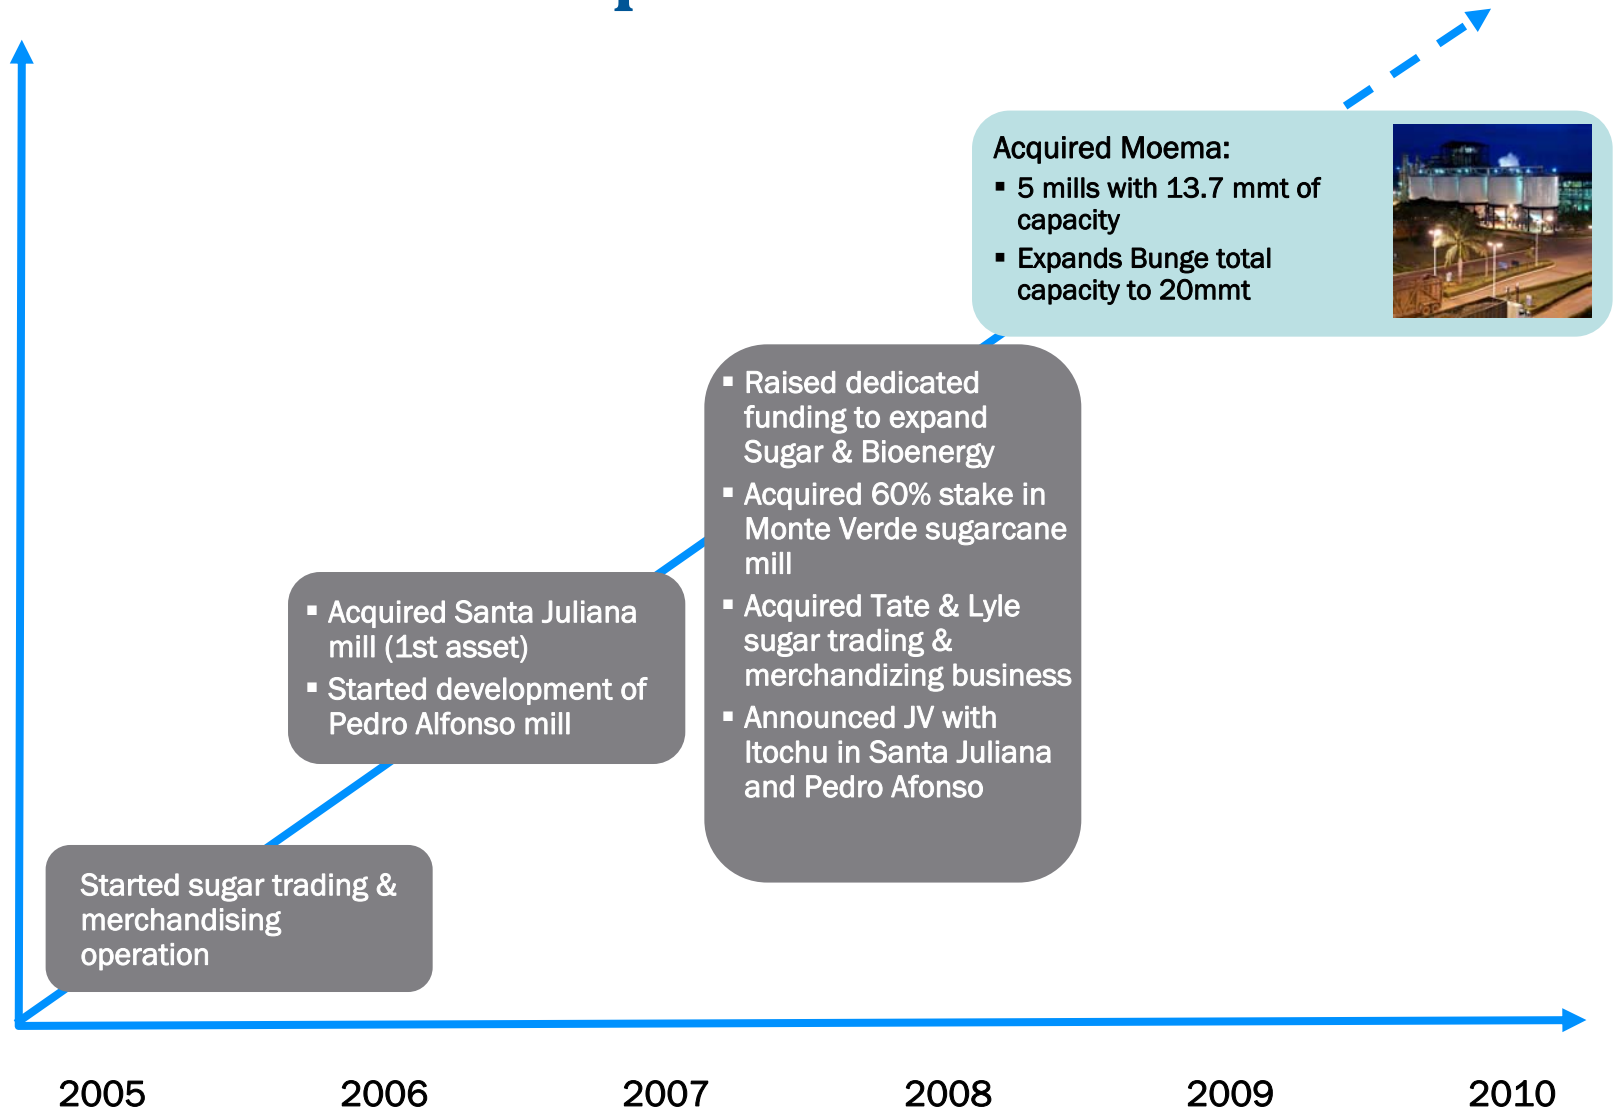 Acquired Moema:
▪ 5 mills with 13.7 mmt of
capacity
▪ Expands Bunge total
capacity to 20mmt
▪ Raised dedicated
funding to expand
Sugar & Bioenergy
▪ Acquired 60% stake in
Monte Verde sugarcane
mill
▪ Acquired Tate & Lyle
sugar trading &
merchandizing business
▪ Announced JV with
Itochu in Santa Juliana
and Pedro Afonso
▪ Acquired Santa Juliana
mill (1st asset)
▪ Started development of
Pedro Alfonso mill
Started sugar trading &
merchandising
operation
2005 2006 2007 2008 2009 2010